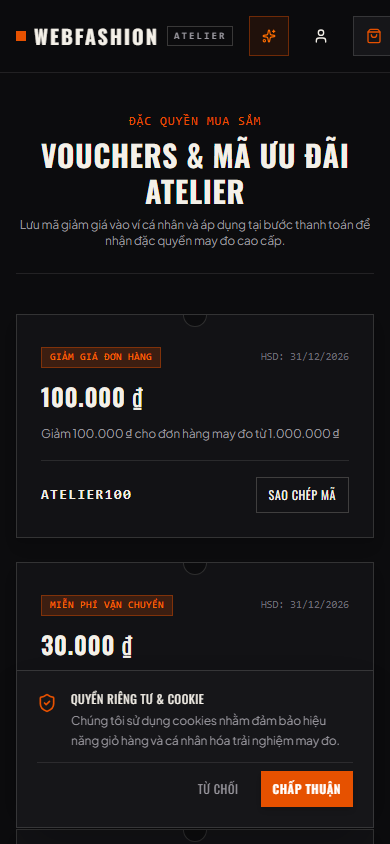 WEBFASHION ATELIER
ĐẶC QUYỀN MUA SẮM
VOUCHERS & MÃ ƯU ĐÃI
ATELIER
Lưu mã giảm giá vào ví cá nhân và áp dụng tại bước thanh toán để
nhận đặc quyền may đo cao cấp.
GIẢM GIÁ ĐƠN HÀNG HSD: 31/12/2026
100.000 ₫
Giảm 100.000 ₫ cho đơn hàng may đo từ 1.000.000 ₫
ATELIER100 SAO CHÉP MÃ
MIỄN PHÍ VẬN CHUYỂN HSD: 31/12/2026
30.000 ₫
QUYỀN RIÊNG TƯ & COOKIE
Chúng tôi sử dụng cookies nhằm đảm bảo hiệu
năng giỏ hàng và cá nhân hóa trải nghiệm may đo.
TỪ CHỐI CHẤP THUẬN